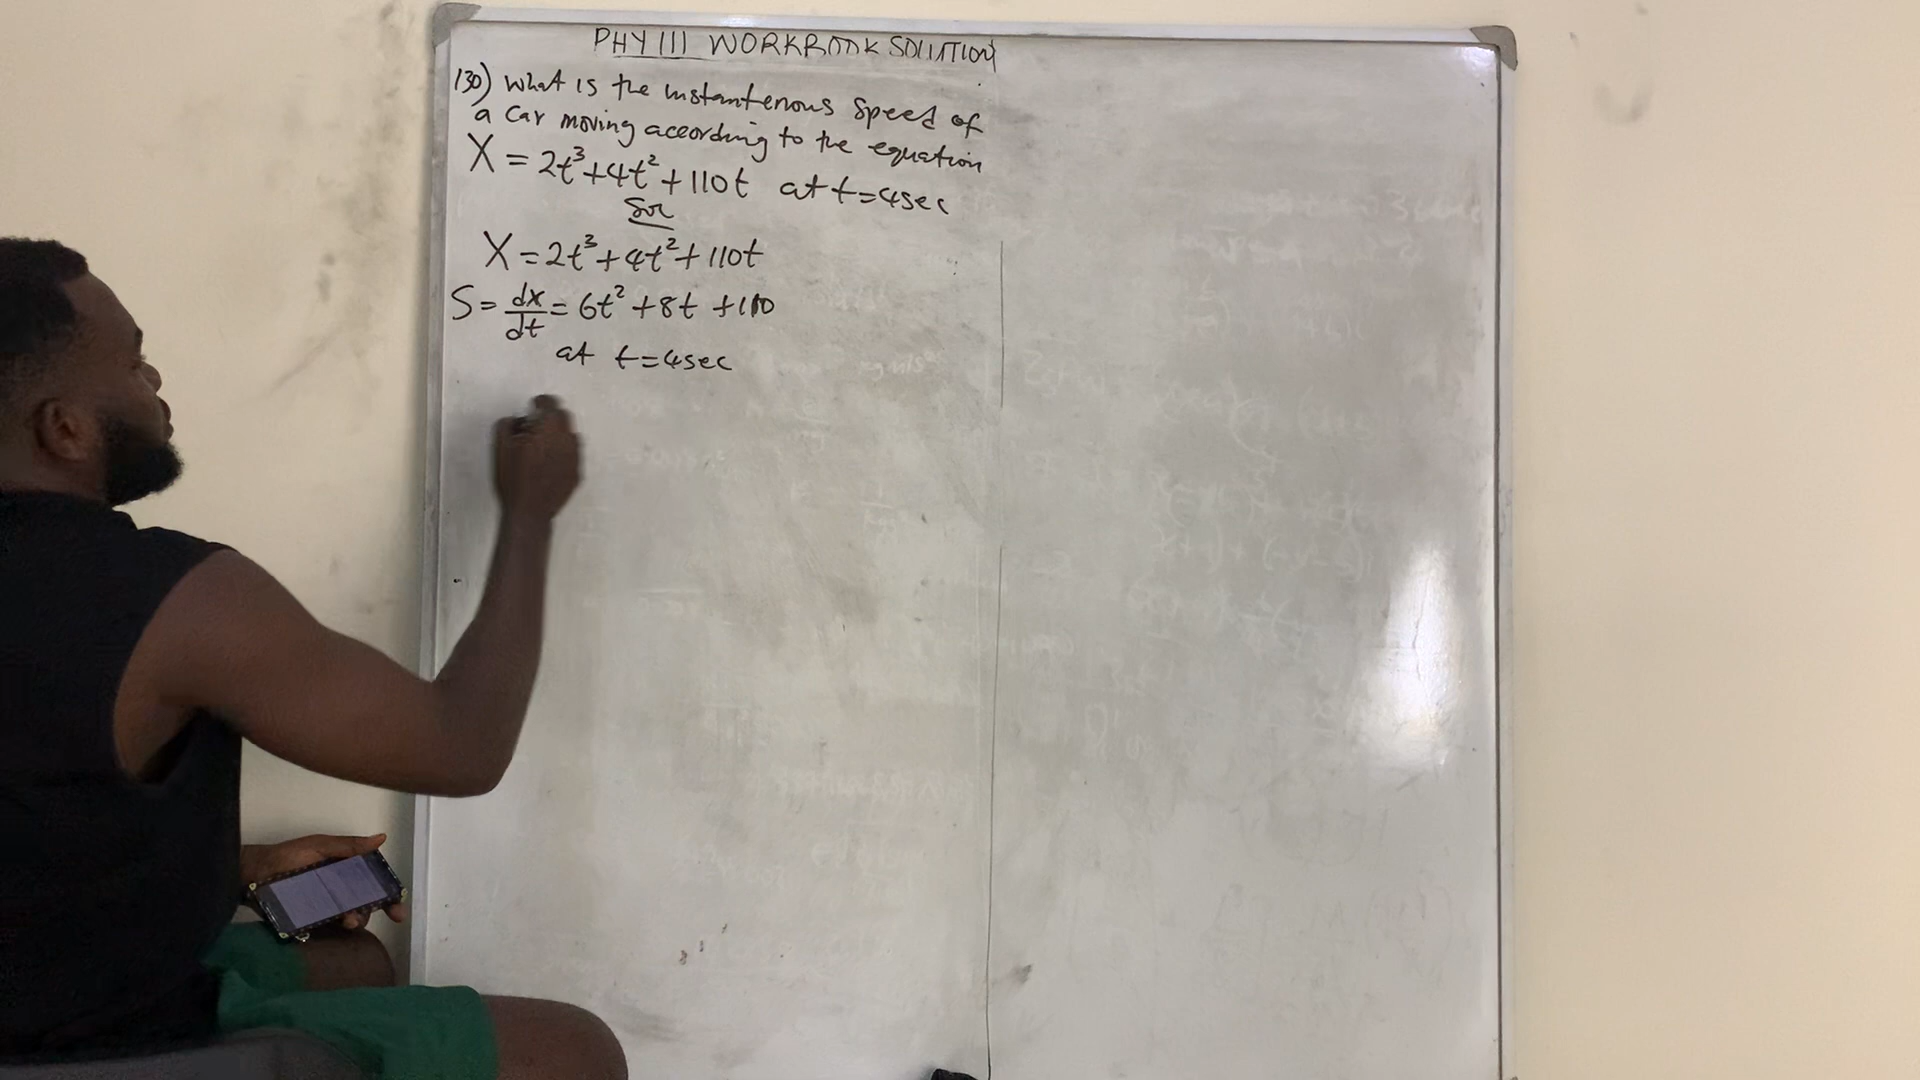 PHY 111 WORKBOOK SOLUTION
130) What is the instantenous Speed of
a Car moving according to the equation
X = 2t³+4t²+110t at t=4sec
Sol
X = 2t³+4t²+110t
S = dx/dt = 6t² +8t +110
at t=4sec